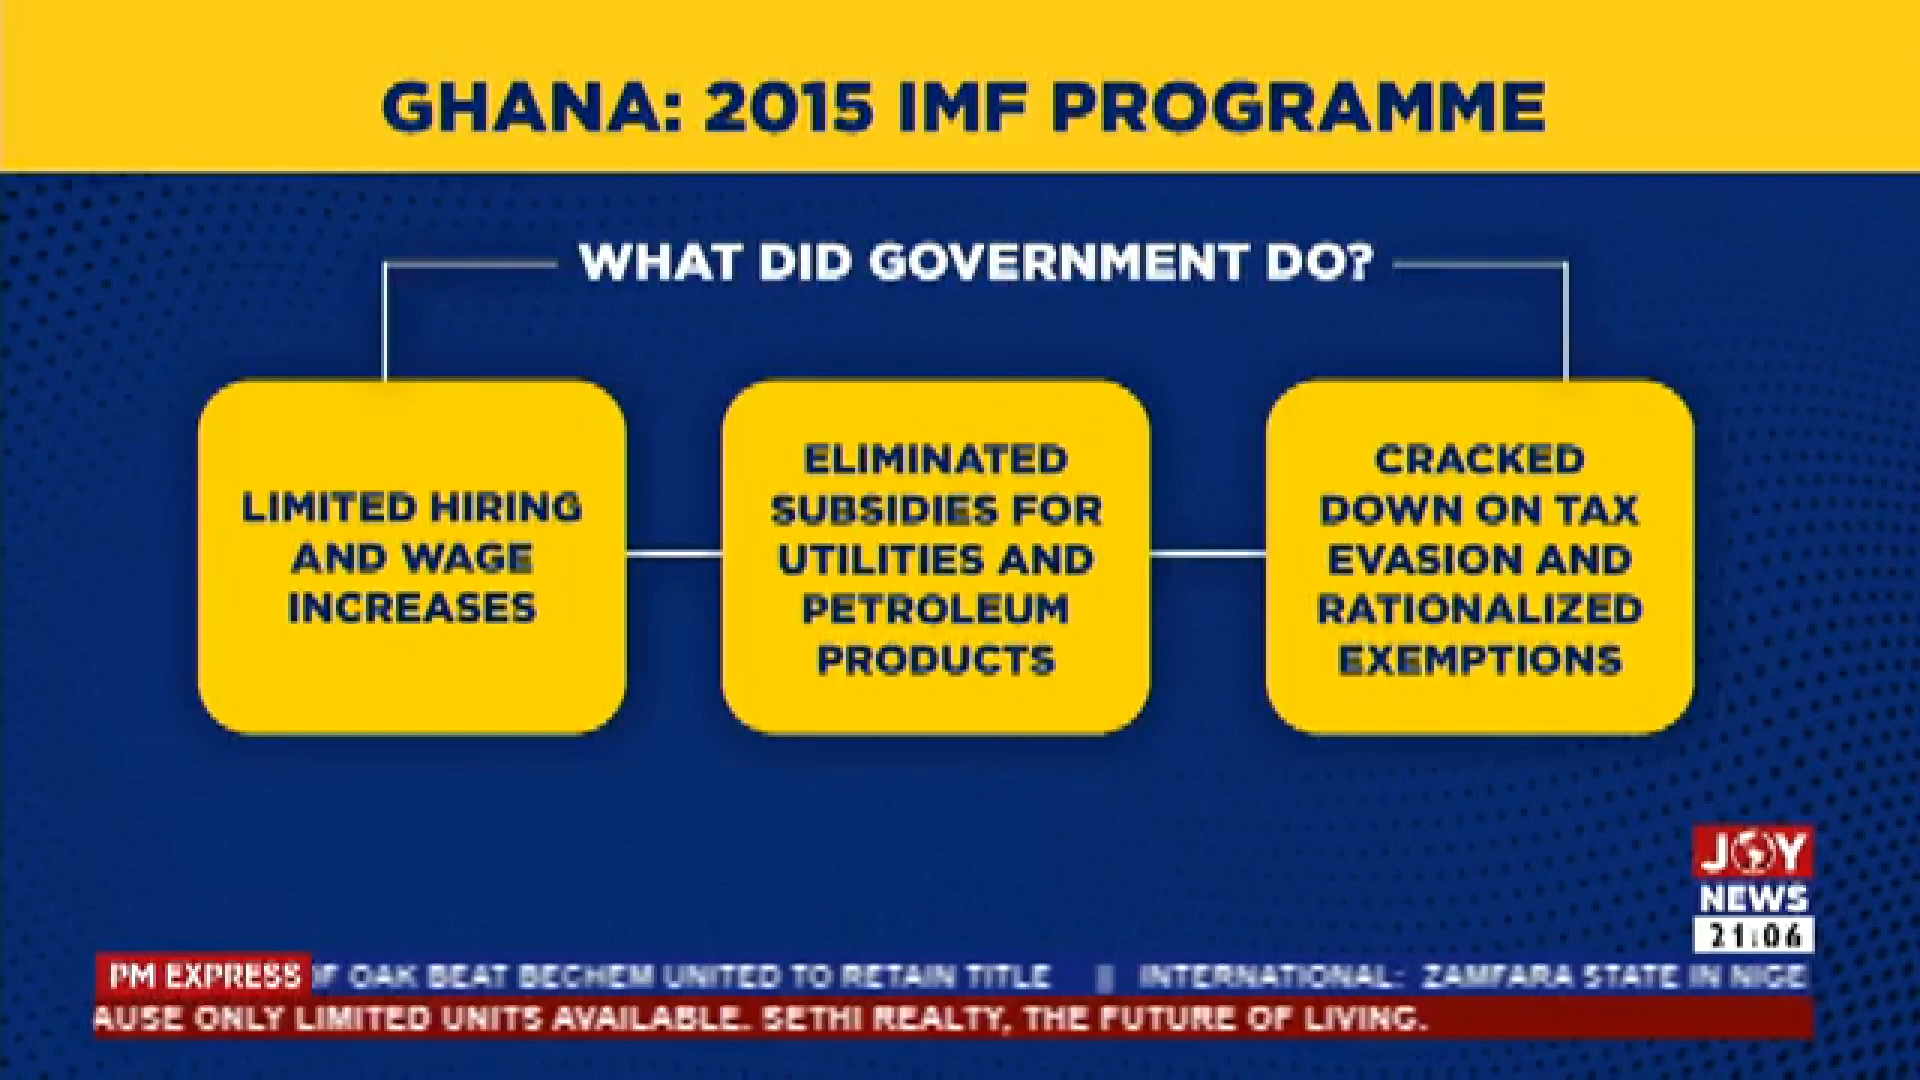 GHANA: 2015 IMF PROGRAMME
WHAT DID GOVERNMENT DO?
LIMITED HIRING
AND WAGE
INCREASES
ELIMINATED
SUBSIDIES FOR
UTILITIES AND
PETROLEUM
PRODUCTS
CRACKED
DOWN ON TAX
EVASION AND
RATIONALIZED
EXEMPTIONS
JOY
NEWS
21:06
PM EXPRESS
OAK BEAT BECHEM UNITED TO RETAIN TITLE || INTERNATIONAL: ZAMFARA STATE IN NIGE
AUSE ONLY LIMITED UNITS AVAILABLE. SETHI REALTY, THE FUTURE OF LIVING.